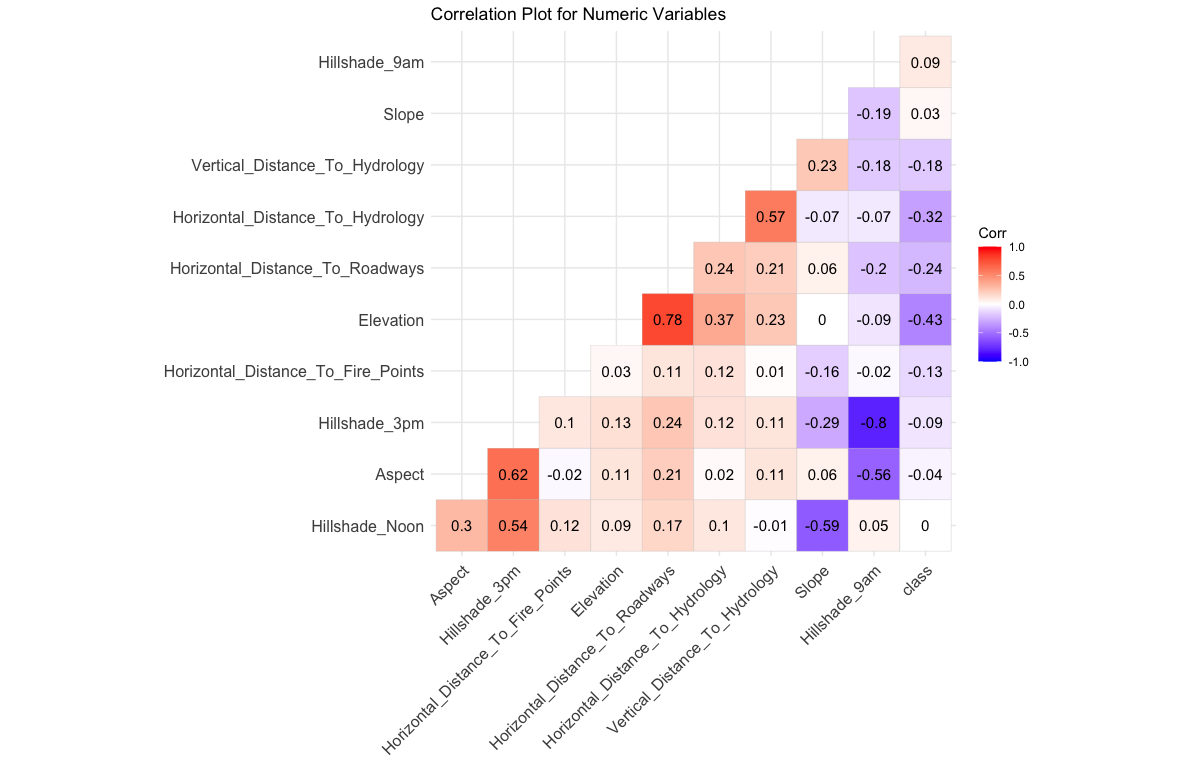 Correlation Plot for Numeric Variables
Hillshade_9am 0.09
Slope -0.19 0.03
Vertical_Distance_To_Hydrology 0.23 -0.18 -0.18
Horizontal_Distance_To_Hydrology 0.57 -0.07 -0.07 -0.32
Horizontal_Distance_To_Roadways 0.24 0.21 0.06 -0.2 -0.24
Elevation 0.78 0.37 0.23 0 -0.09 -0.43
Horizontal_Distance_To_Fire_Points 0.03 0.11 0.12 0.01 -0.16 -0.02 -0.13
Hillshade_3pm 0.1 0.13 0.24 0.12 0.11 -0.29 -0.8 -0.09
Aspect 0.62 -0.02 0.11 0.21 0.02 0.11 0.06 -0.56 -0.04
Hillshade_Noon 0.3 0.54 0.12 0.09 0.17 0.1 -0.01 -0.59 0.05 0
Aspect
Hillshade_3pm
Horizontal_Distance_To_Fire_Points
Elevation
Horizontal_Distance_To_Roadways
Horizontal_Distance_To_Hydrology
Vertical_Distance_To_Hydrology
Slope
Hillshade_9am
class
Corr
1.0
0.5
0.0
-0.5
-1.0